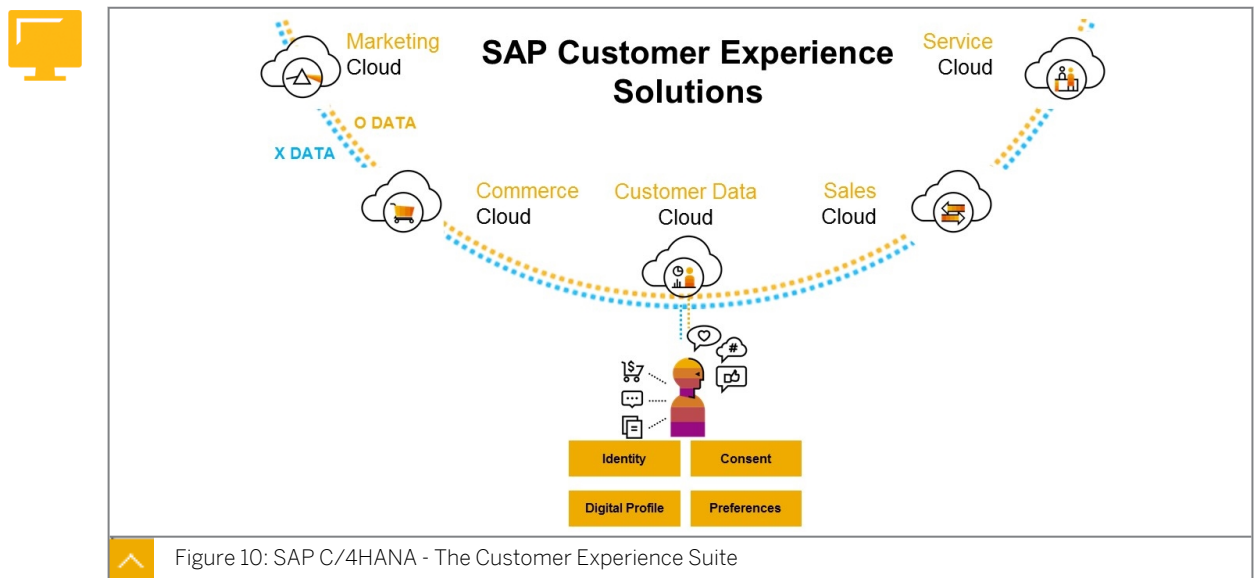 Marketing
Cloud
SAP Customer Experience
Solutions
Service
Cloud
O DATA
X DATA
Commerce
Cloud
Customer Data
Cloud
Sales
Cloud
#
$
Identity
Consent
Digital Profile
Preferences
Figure 10: SAP C/4HANA - The Customer Experience Suite